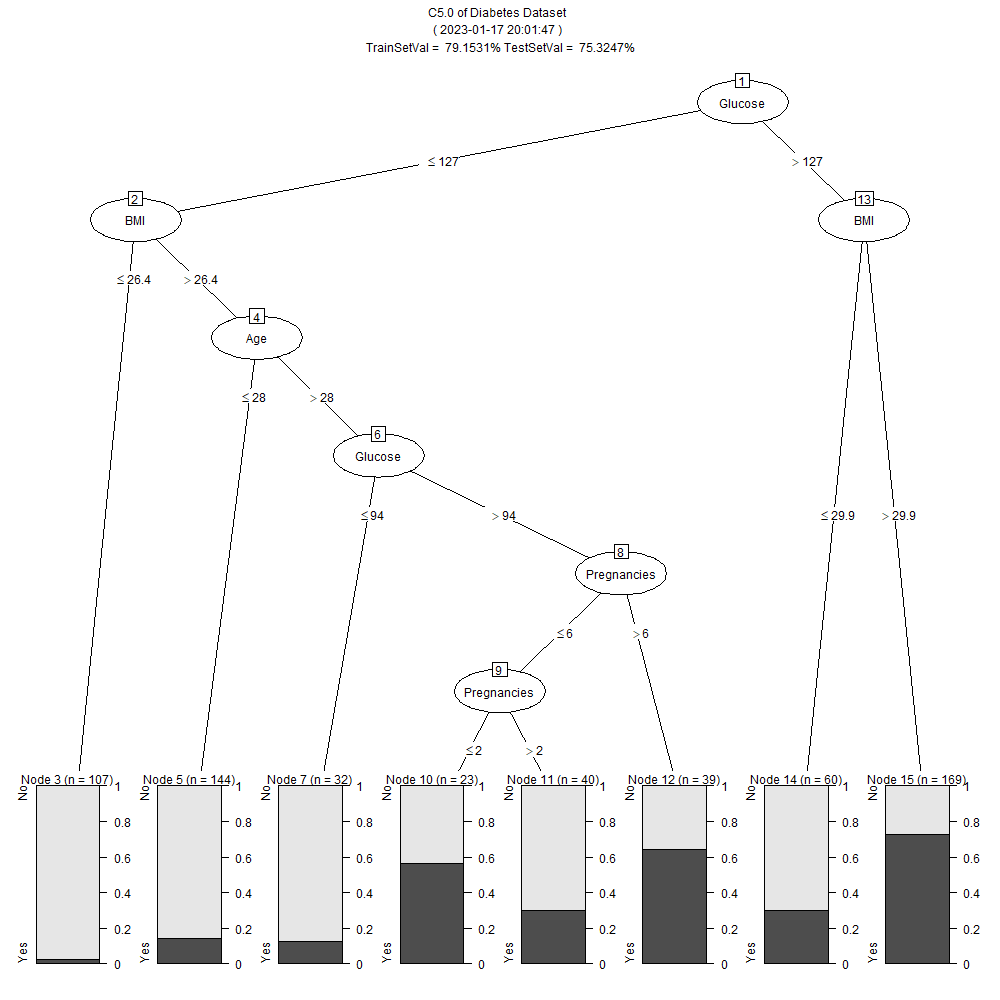 C5.0 of Diabetes Dataset
( 2023-01-17 20:01:47 )
TrainSetVal = 79.1531% TestSetVal = 75.3247%
1
Glucose
≤ 127
> 127
2
BMI
13
BMI
≤ 26.4
> 26.4
4
Age
≤ 28
> 28
6
Glucose
≤ 94
> 94
≤ 29.9
> 29.9
8
Pregnancies
≤ 6
> 6
9
Pregnancies
≤ 2
> 2
Node 3 (n = 107)
No
Yes
1
0.8
0.6
0.4
0.2
0
Node 5 (n = 144)
No
Yes
1
0.8
0.6
0.4
0.2
0
Node 7 (n = 32)
No
Yes
1
0.8
0.6
0.4
0.2
0
Node 10 (n = 23)
No
Yes
1
0.8
0.6
0.4
0.2
0
Node 11 (n = 40)
No
Yes
1
0.8
0.6
0.4
0.2
0
Node 12 (n = 39)
No
Yes
1
0.8
0.6
0.4
0.2
0
Node 14 (n = 60)
No
Yes
1
0.8
0.6
0.4
0.2
0
Node 15 (n = 169)
No
Yes
1
0.8
0.6
0.4
0.2
0